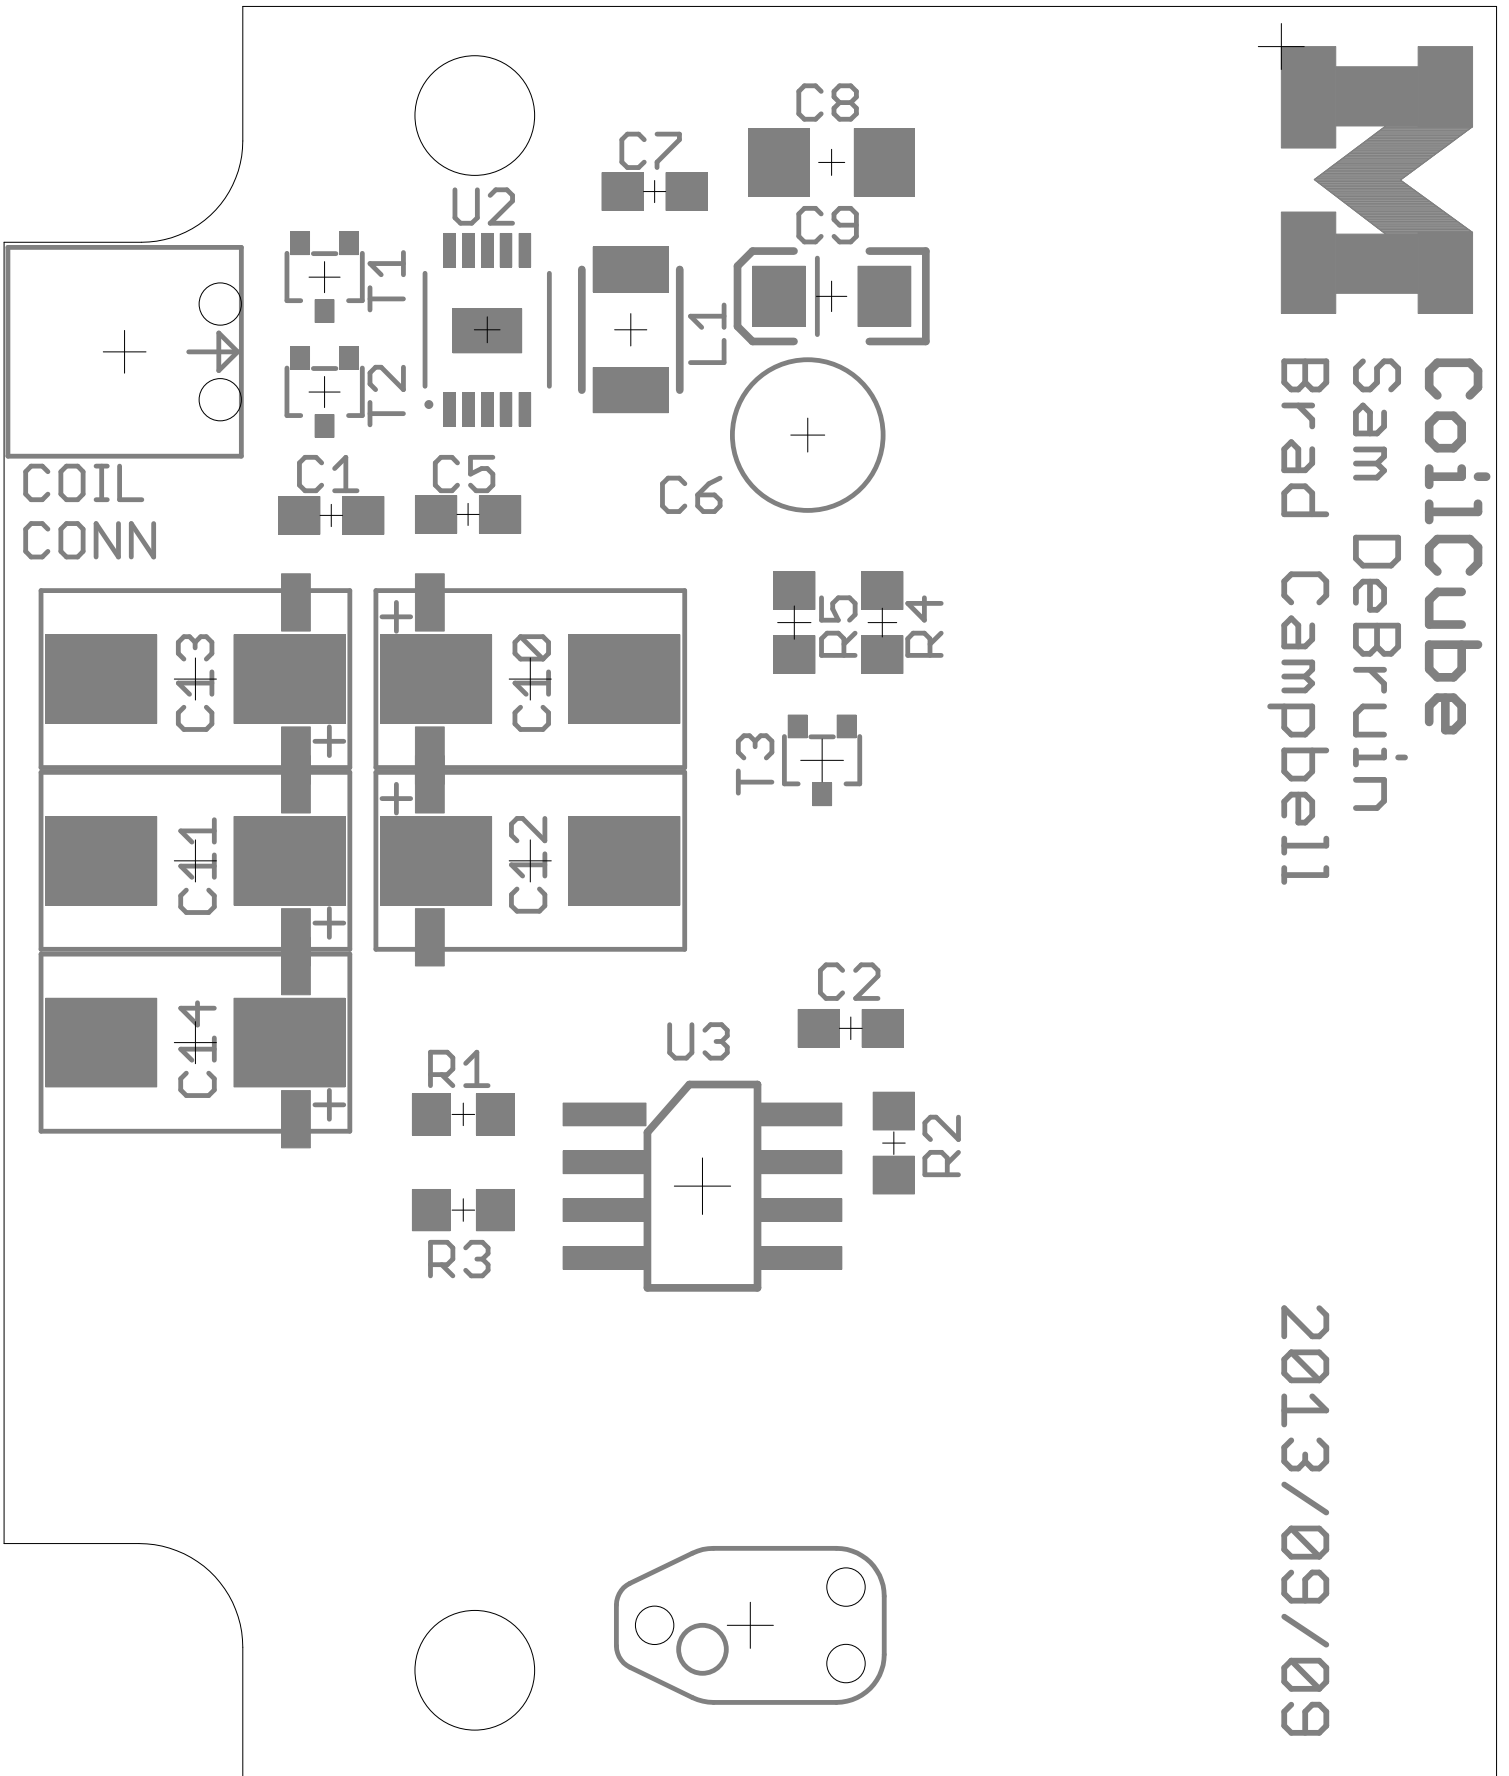 C8
C7
U2
C9
T1
L1
T2
COIL
CONN
C1
C5
C6
C13
+
C10
+
R5
R4
T3
C11
+
C12
+
C14
+
C2
U3
R1
R2
R3
M
CoilCube
Sam DeBruin
Brad Campbell
2013/09/09